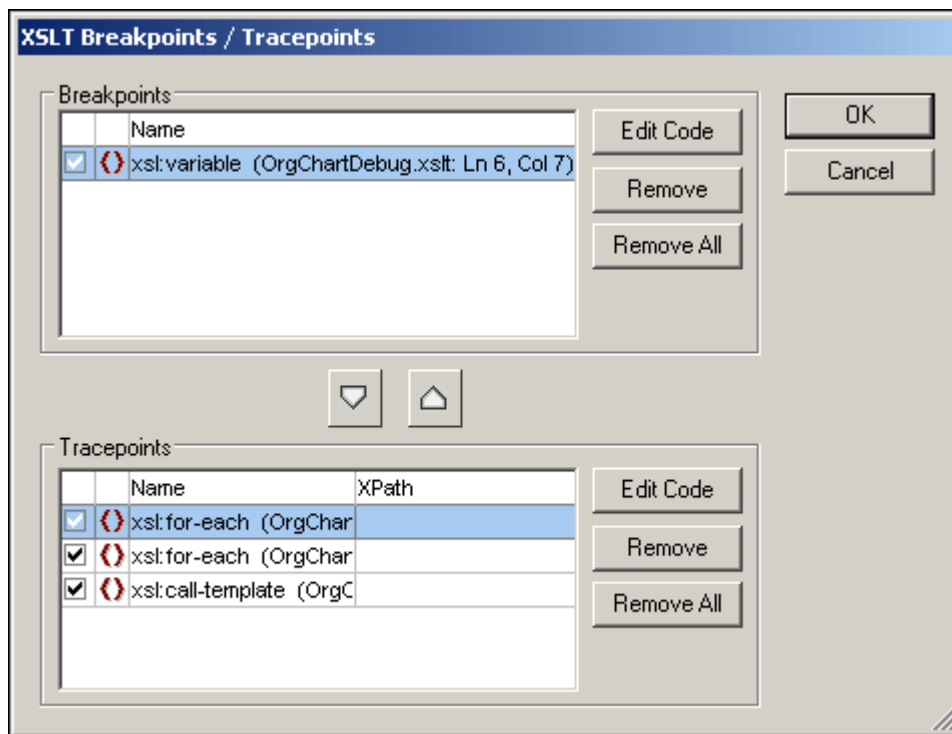 XSLT Breakpoints / Tracepoints
Breakpoints
Name
xsl:variable (OrgChartDebug.xslt: Ln 6, Col 7)
Edit Code
Remove
Remove All
OK
Cancel
Tracepoints
Name XPath
xsl:for-each (OrgChar
xsl:for-each (OrgChar
xsl:call-template (OrgC
Edit Code
Remove
Remove All